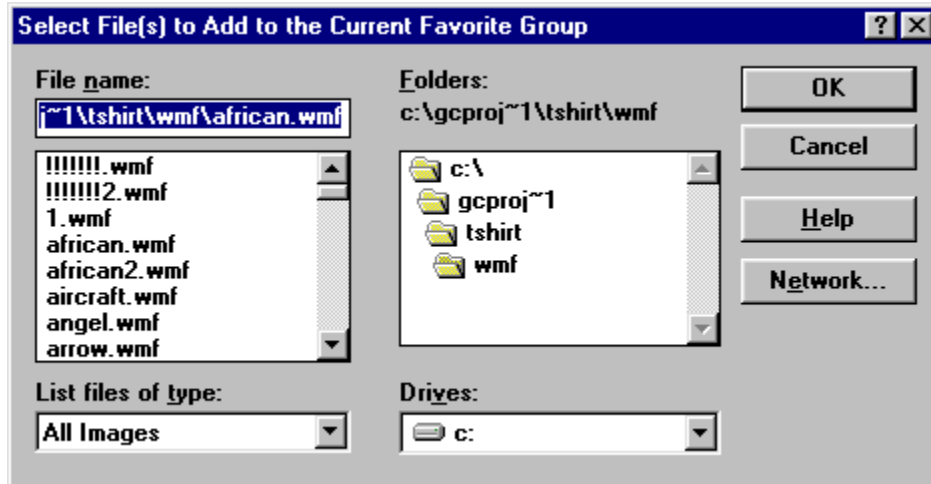 Select File(s) to Add to the Current Favorite Group
File name:
j~1\tshirt\wmf\african.wmf
!!!!!!!.wmf
!!!!!!!2.wmf
1.wmf
african.wmf
african2.wmf
aircraft.wmf
angel.wmf
arrow.wmf
List files of type:
All Images
Folders:
c:\gcproj~1\tshirt\wmf
c:\
gcproj~1
tshirt
wmf
Drives:
c:
OK
Cancel
Help
Network...